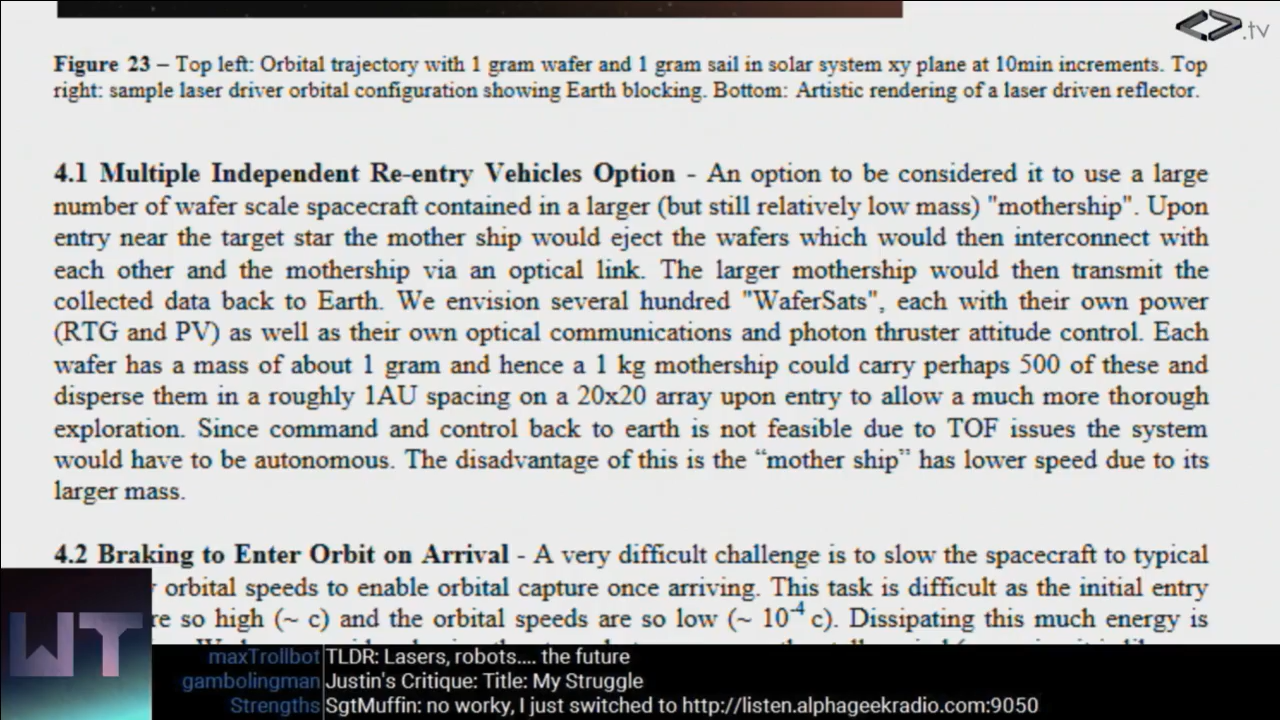 .tv
Figure 23 – Top left: Orbital trajectory with 1 gram wafer and 1 gram sail in solar system xy plane at 10min increments. Top
right: sample laser driver orbital configuration showing Earth blocking. Bottom: Artistic rendering of a laser driven reflector.
4.1 Multiple Independent Re-entry Vehicles Option - An option to be considered it to use a large
number of wafer scale spacecraft contained in a larger (but still relatively low mass) "mothership". Upon
entry near the target star the mother ship would eject the wafers which would then interconnect with
each other and the mothership via an optical link. The larger mothership would then transmit the
collected data back to Earth. We envision several hundred "WaferSats", each with their own power
(RTG and PV) as well as their own optical communications and photon thruster attitude control. Each
wafer has a mass of about 1 gram and hence a 1 kg mothership could carry perhaps 500 of these and
disperse them in a roughly 1AU spacing on a 20x20 array upon entry to allow a much more thorough
exploration. Since command and control back to earth is not feasible due to TOF issues the system
would have to be autonomous. The disadvantage of this is the “mother ship” has lower speed due to its
larger mass.
4.2 Braking to Enter Orbit on Arrival - A very difficult challenge is to slow the spacecraft to typical
orbital speeds to enable orbital capture once arriving. This task is difficult as the initial entry
so high (~ c) and the orbital speeds are so low (~ 10⁻⁴ c). Dissipating this much energy is
WT
maxTrollbot TLDR: Lasers, robots.... the future
gambolingman Justin's Critique: Title: My Struggle
Strengths SgtMuffin: no worky, I just switched to http://listen.alphageekradio.com:9050